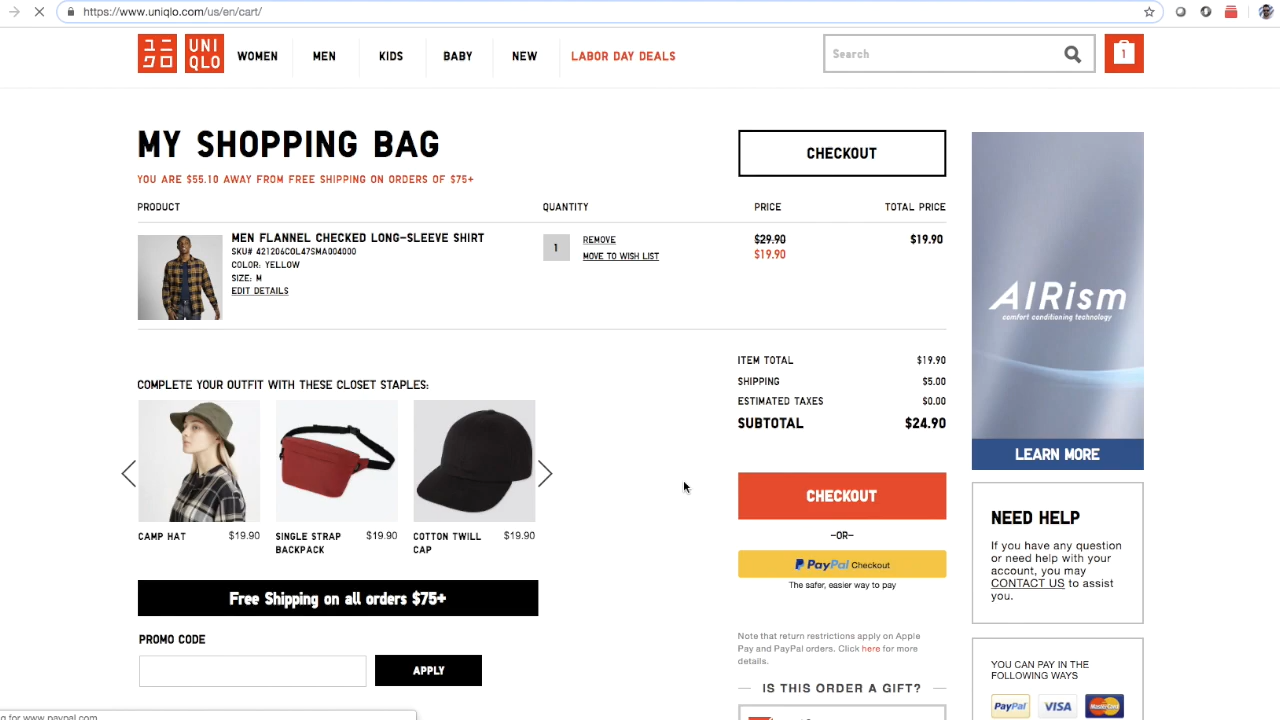 https://www.uniqlo.com/us/en/cart/
ユニ
クロ
UNI
QLO
WOMEN
MEN
KIDS
BABY
NEW
LABOR DAY DEALS
Search
1
MY SHOPPING BAG
YOU ARE $55.10 AWAY FROM FREE SHIPPING ON ORDERS OF $75+
CHECKOUT
PRODUCT
QUANTITY
PRICE
TOTAL PRICE
MEN FLANNEL CHECKED LONG-SLEEVE SHIRT
SKU# 421206COL47SMA004000
COLOR: YELLOW
SIZE: M
EDIT DETAILS
1
REMOVE
MOVE TO WISH LIST
$29.90
$19.90
$19.90
ITEM TOTAL $19.90
SHIPPING $5.00
ESTIMATED TAXES $0.00
SUBTOTAL $24.90
COMPLETE YOUR OUTFIT WITH THESE CLOSET STAPLES:
CAMP HAT $19.90
SINGLE STRAP $19.90
BACKPACK
COTTON TWILL $19.90
CAP
Free Shipping on all orders $75+
PROMO CODE
APPLY
CHECKOUT
-OR-
PayPal Checkout
The safer, easier way to pay
Note that return restrictions apply on Apple
Pay and PayPal orders. Click here for more
details.
IS THIS ORDER A GIFT?
AIRism
comfort conditioning technology
LEARN MORE
NEED HELP
If you have any question
or need help with your
account, you may
CONTACT US to assist
you.
YOU CAN PAY IN THE
FOLLOWING WAYS
PayPal
VISA
MasterCard
for www.paypal.com